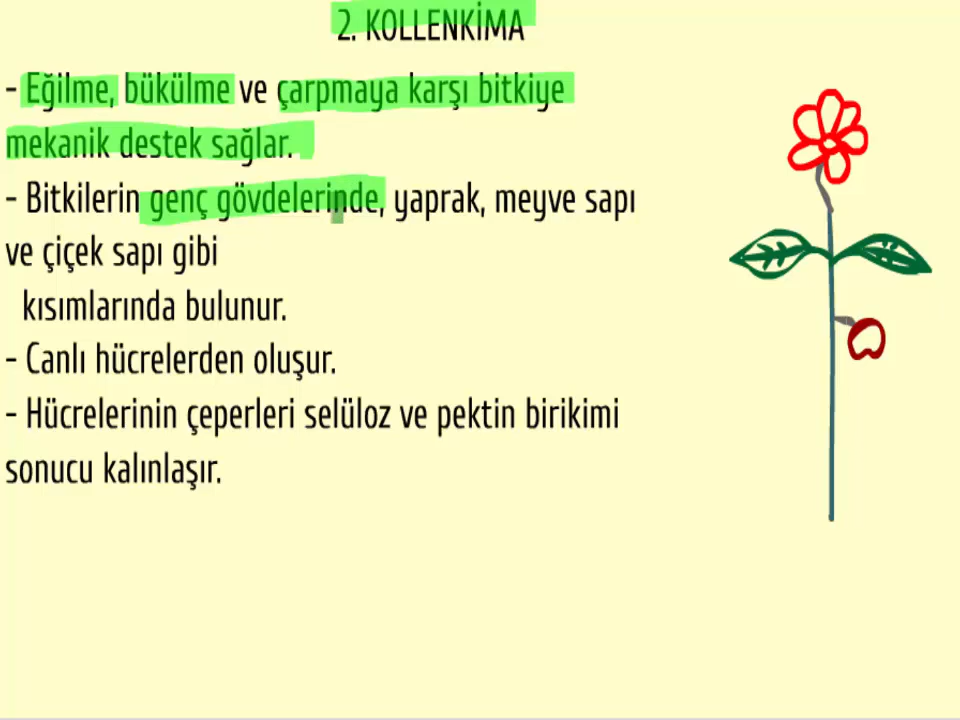 2. KOLLENKİMA
- Eğilme, bükülme ve çarpmaya karşı bitkiye
mekanik destek sağlar.
- Bitkilerin genç gövdelerinde, yaprak, meyve sapı
ve çiçek sapı gibi
kısımlarında bulunur.
- Canlı hücrelerden oluşur.
- Hücrelerinin çeperleri selüloz ve pektin birikimi
sonucu kalınlaşır.